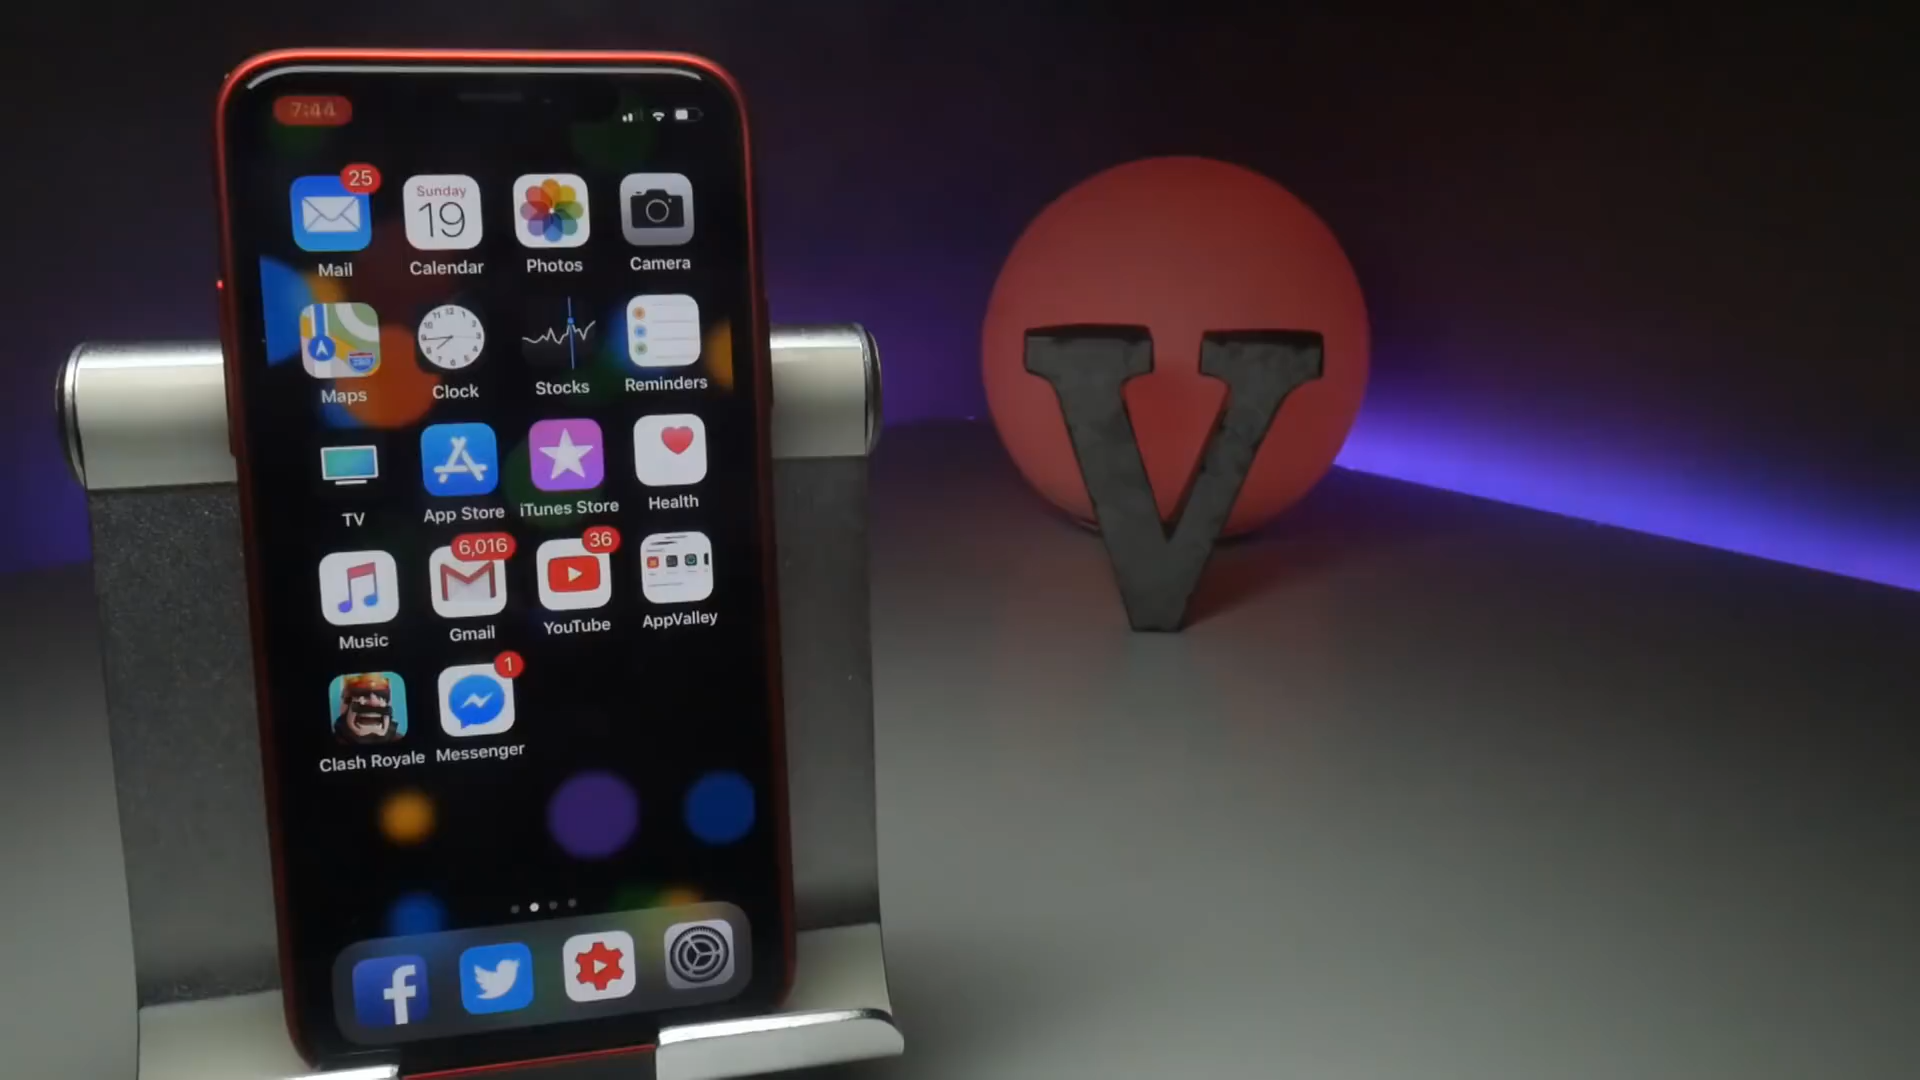 7:44
25
Sunday
19
Mail Calendar Photos Camera
Maps Clock Stocks Reminders
TV App Store iTunes Store Health
6,016 36
Music Gmail YouTube AppValley
1
Clash Royale Messenger
V